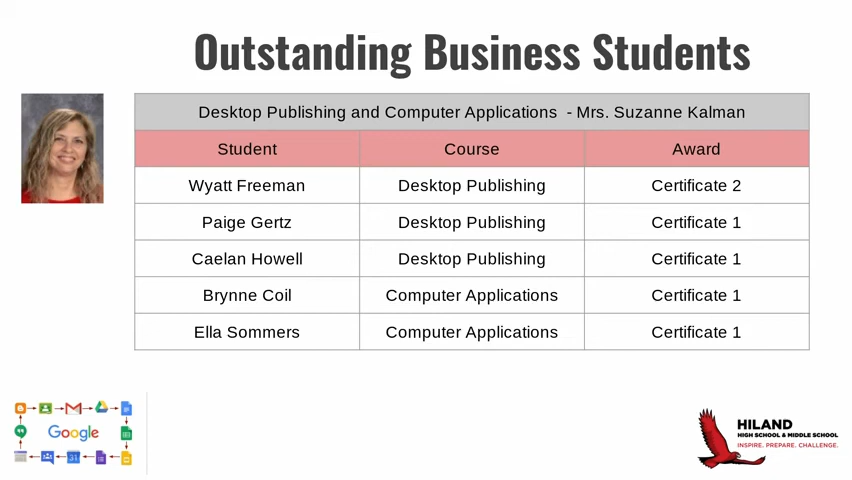 Outstanding Business Students
Desktop Publishing and Computer Applications - Mrs. Suzanne Kalman
Student Course Award
Wyatt Freeman Desktop Publishing Certificate 2
Paige Gertz Desktop Publishing Certificate 1
Caelan Howell Desktop Publishing Certificate 1
Brynne Coil Computer Applications Certificate 1
Ella Sommers Computer Applications Certificate 1
Google
31
HILAND
HIGH SCHOOL & MIDDLE SCHOOL
INSPIRE. PREPARE. CHALLENGE.